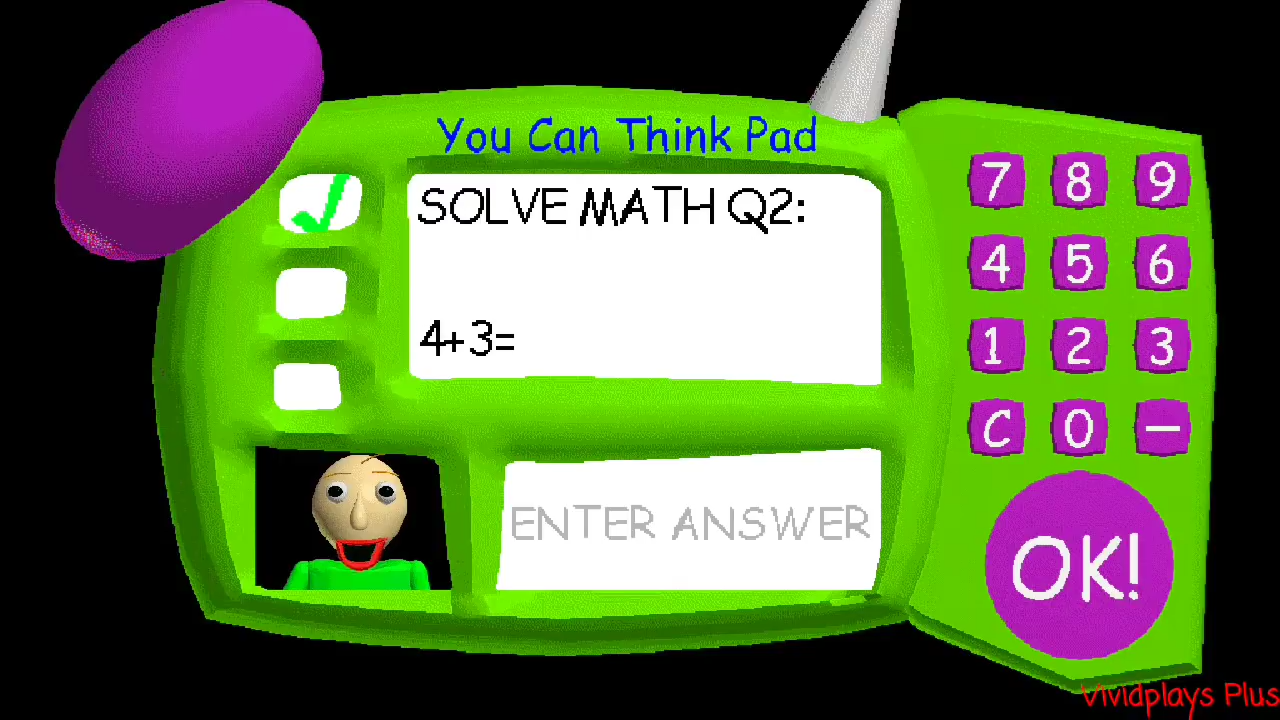 You Can Think Pad
SOLVE MATH Q2:
4+3=
ENTER ANSWER
7 8 9
4 5 6
1 2 3
C 0 –
OK!
Vividplays Plus